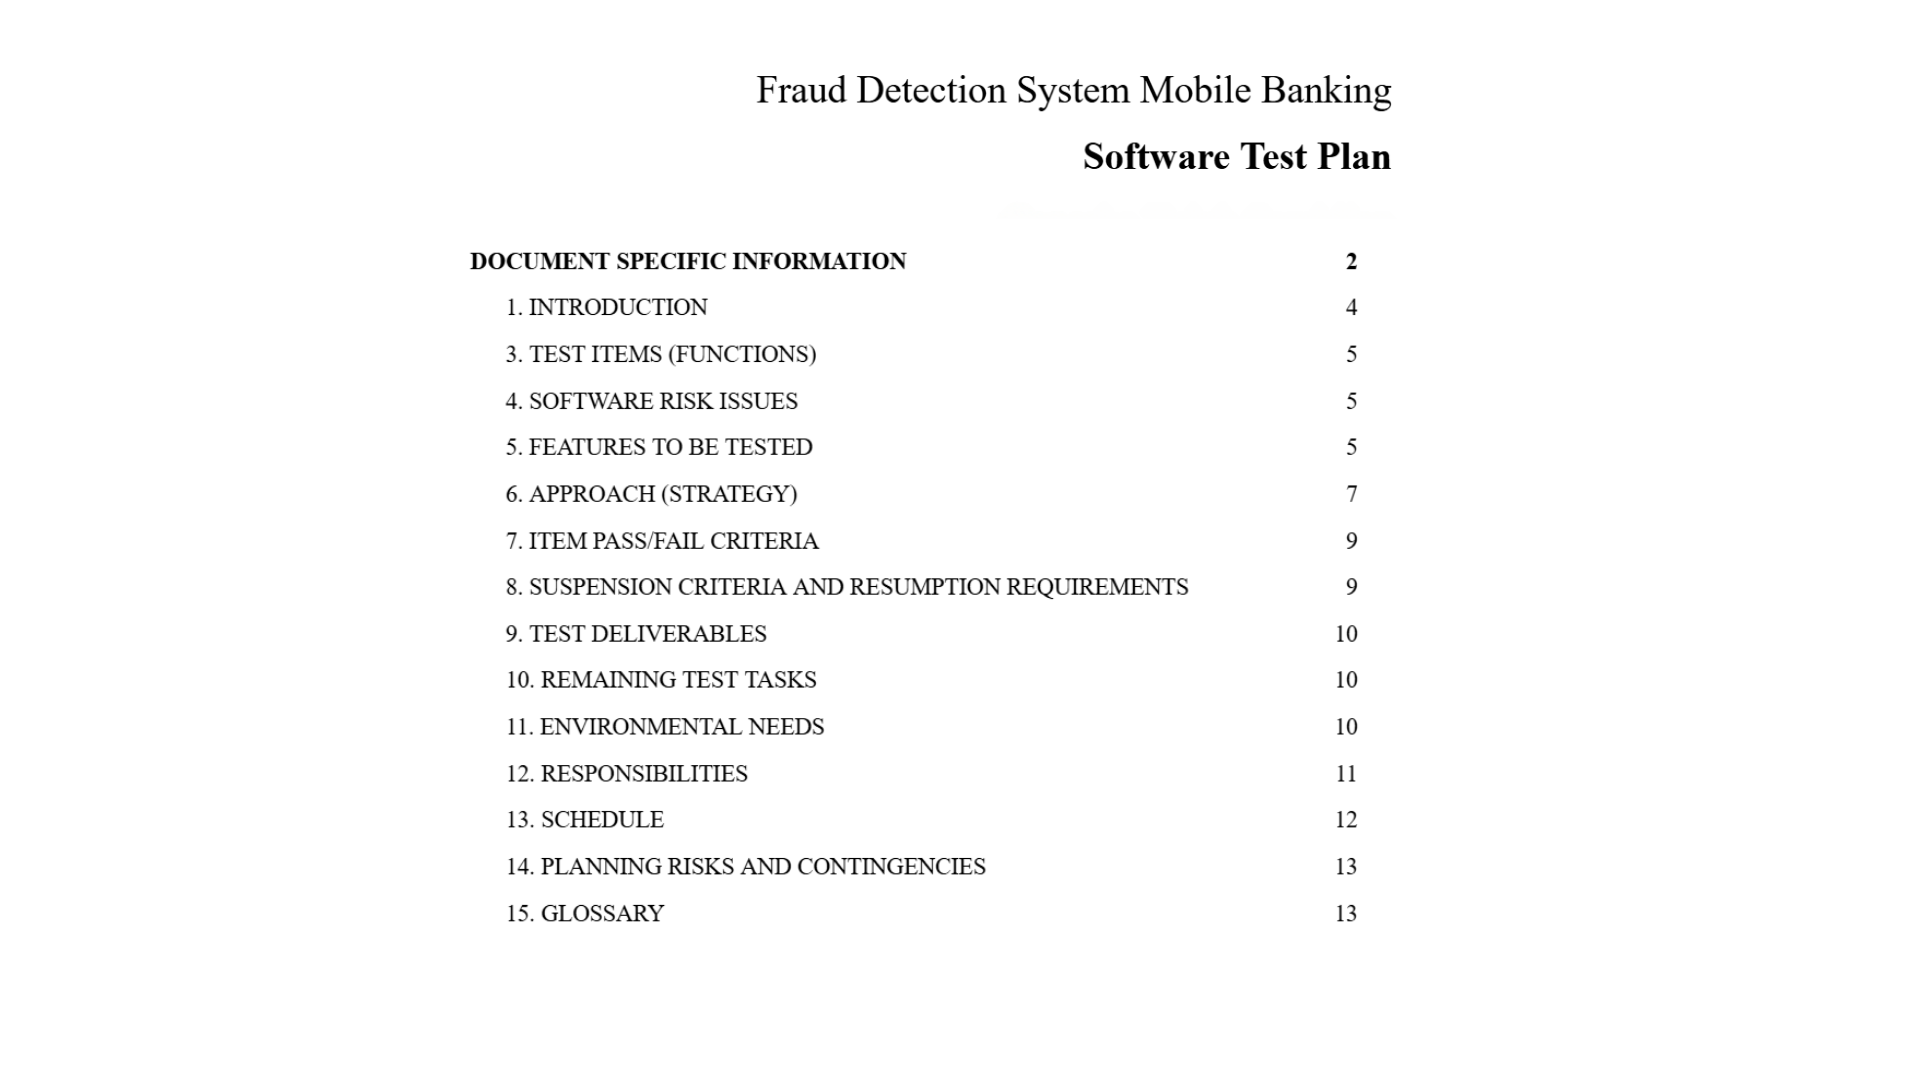 Fraud Detection System Mobile Banking
Software Test Plan
DOCUMENT SPECIFIC INFORMATION 2
1. INTRODUCTION 4
3. TEST ITEMS (FUNCTIONS) 5
4. SOFTWARE RISK ISSUES 5
5. FEATURES TO BE TESTED 5
6. APPROACH (STRATEGY) 7
7. ITEM PASS/FAIL CRITERIA 9
8. SUSPENSION CRITERIA AND RESUMPTION REQUIREMENTS 9
9. TEST DELIVERABLES 10
10. REMAINING TEST TASKS 10
11. ENVIRONMENTAL NEEDS 10
12. RESPONSIBILITIES 11
13. SCHEDULE 12
14. PLANNING RISKS AND CONTINGENCIES 13
15. GLOSSARY 13